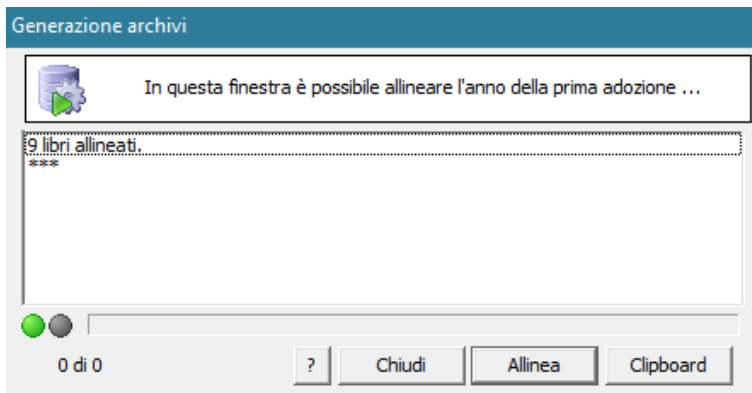 Generazione archivi
In questa finestra è possibile allineare l'anno della prima adozione ...
9 libri allineati.
***
0 di 0
?
Chiudi
Allinea
Clipboard